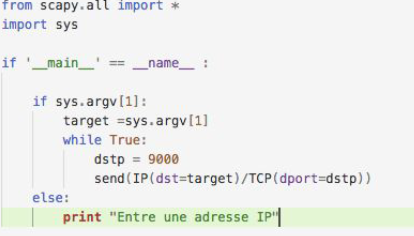 from scapy.all import *
import sys
if '__main__' == __name__ :
if sys.argv[1]:
target =sys.argv[1]
while True:
dstp = 9000
send(IP(dst=target)/TCP(dport=dstp))
else:
print "Entre une adresse IP"